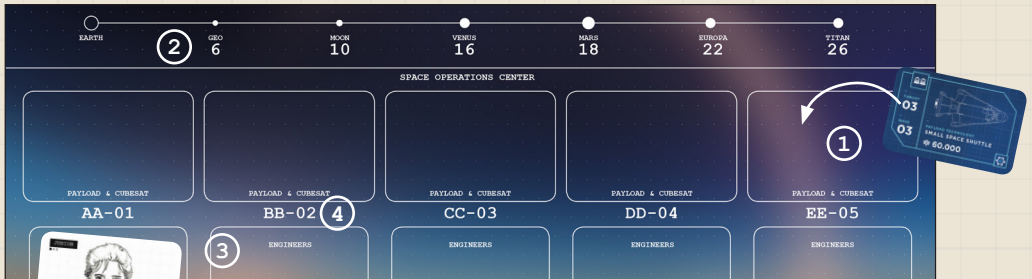 EARTH GEO MOON VENUS MARS EUROPA TITAN
2 6 10 16 18 22 26
SPACE OPERATIONS CENTER
03
03
PAYLOAD TECHNOLOGY
SMALL SPACE SHUTTLE
60.000
1
PAYLOAD & CUBESAT PAYLOAD & CUBESAT PAYLOAD & CUBESAT PAYLOAD & CUBESAT PAYLOAD & CUBESAT
AA-01 BB-02 4 CC-03 DD-04 EE-05
3 ENGINEERS ENGINEERS ENGINEERS ENGINEERS